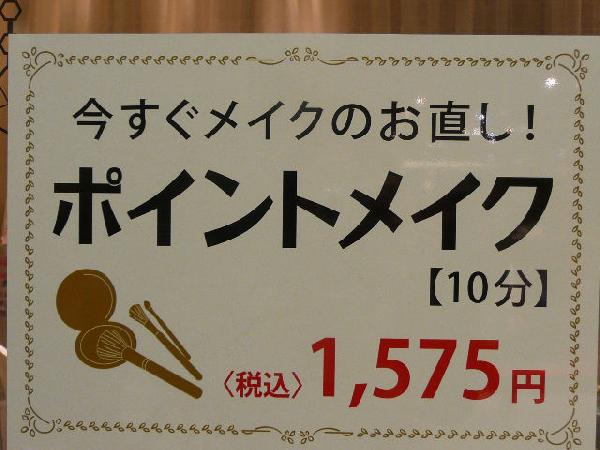 今すぐメイクのお直し!
ポイントメイク
【10分】
〈税込〉1,575円